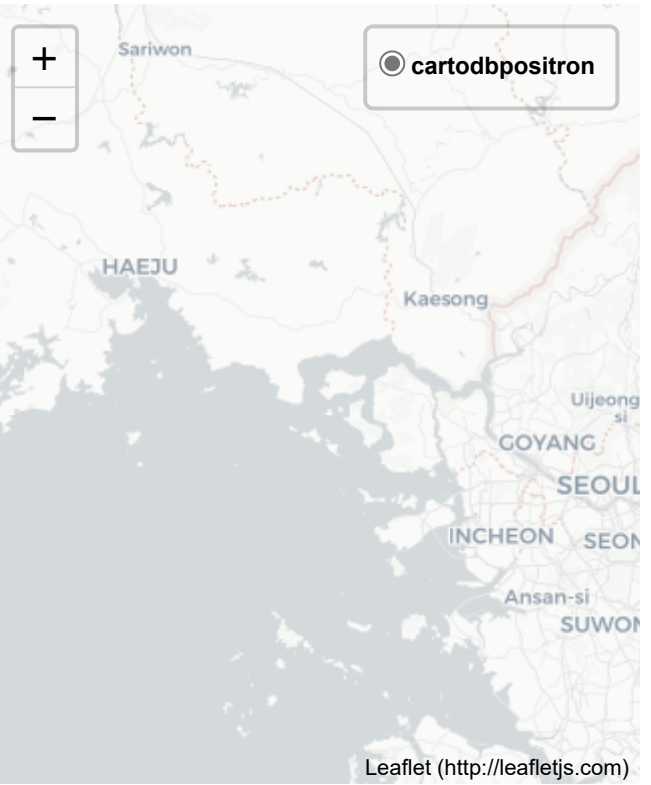 +
Sariwon
cartodbpositron
−
HAEJU
Kaesong
Uijeong
si
GOYANG
SEOUL
INCHEON
SEON
Ansan-si
SUWON
Leaflet (http://leafletjs.com)